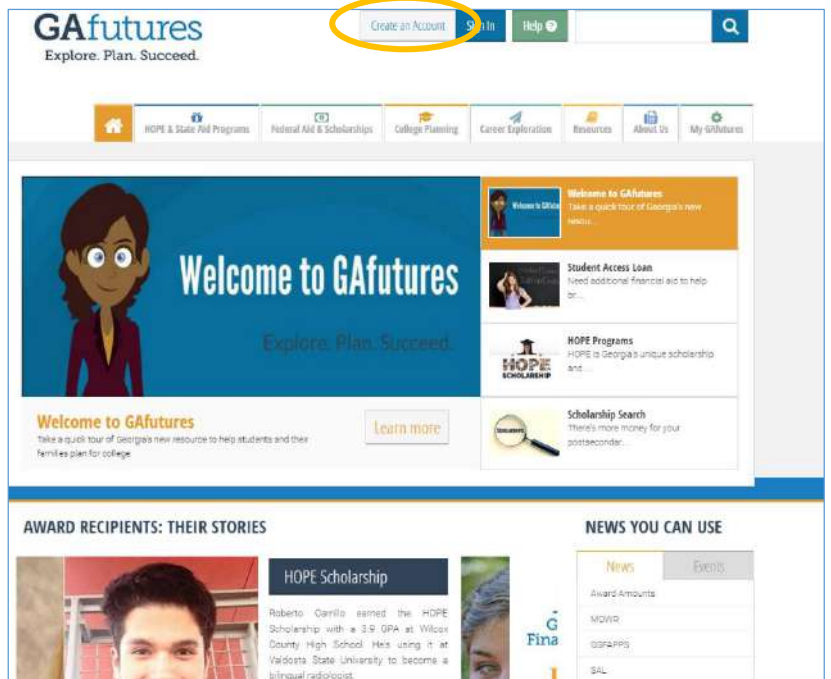 GAfutures
Explore. Plan. Succeed.
Create an Account
Sign In
Help
HOPE & State Aid Programs
Federal Aid & Scholarships
College Planning
Career Exploration
Resources
About Us
My GAfutures
Welcome to GAfutures
Explore. Plan. Succeed.
Welcome to GAfutures
Take a quick tour of Georgia's new resource to help students and their
families plan for college
Learn more
Welcome to GAfutures
Take a quick tour of Georgia's new
resou...
Student Access Loan
Need additional financial aid to help
br...
HOPE
SCHOLARSHIP
HOPE Programs
HOPE is Georgia's unique scholarship
and ...
Scholarship Search
There's more money for your
postsecondar...
AWARD RECIPIENTS: THEIR STORIES
HOPE Scholarship
Roberto Carrillo earned the HOPE
Scholarship with a 3.9 GPA at Wilcox
County High School. He's using it at
Valdosta State University to become a
bilingual radiologist.
G
Fina
NEWS YOU CAN USE
News
Events
Award Amounts
MOWR
GSFAPPS
SAL